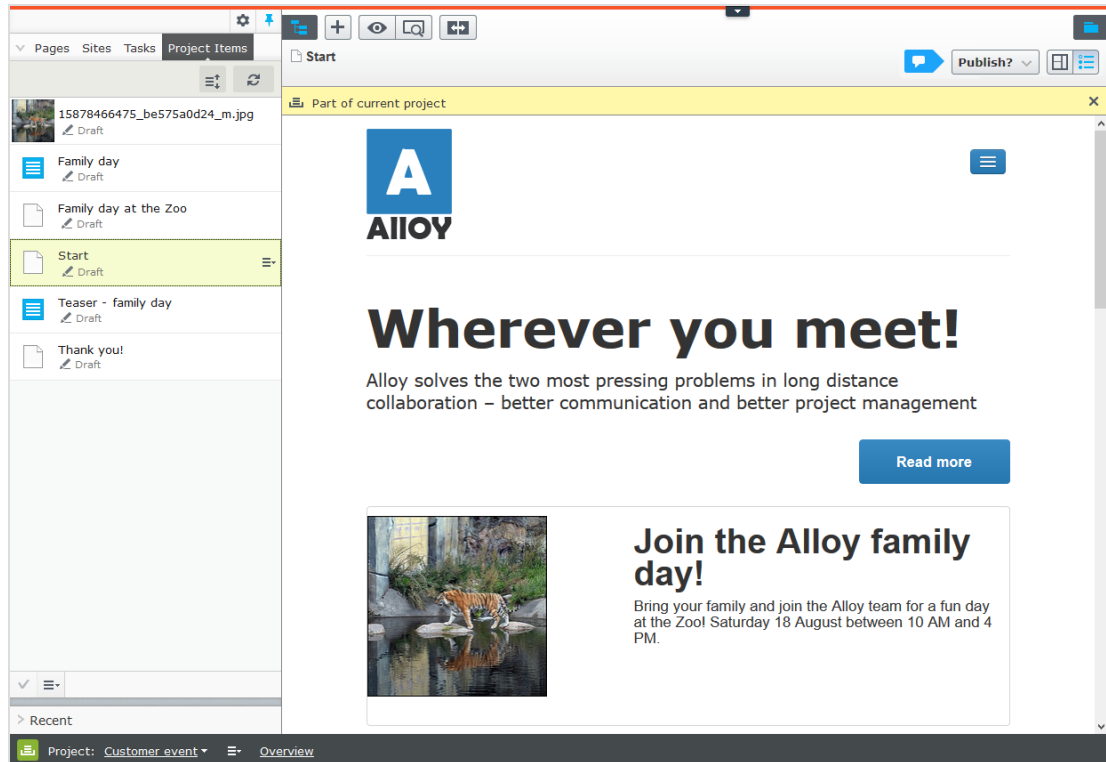 Pages Sites Tasks Project Items
15878466475_be575a0d24_m.jpg
Draft
Family day
Draft
Family day at the Zoo
Draft
Start
Draft
Teaser - family day
Draft
Thank you!
Draft
Recent
Start
Publish?
Part of current project
A
AllOY
Wherever you meet!
Alloy solves the two most pressing problems in long distance
collaboration – better communication and better project management
Read more
Join the Alloy family
day!
Bring your family and join the Alloy team for a fun day
at the Zoo! Saturday 18 August between 10 AM and 4
PM.
Project: Customer event Overview